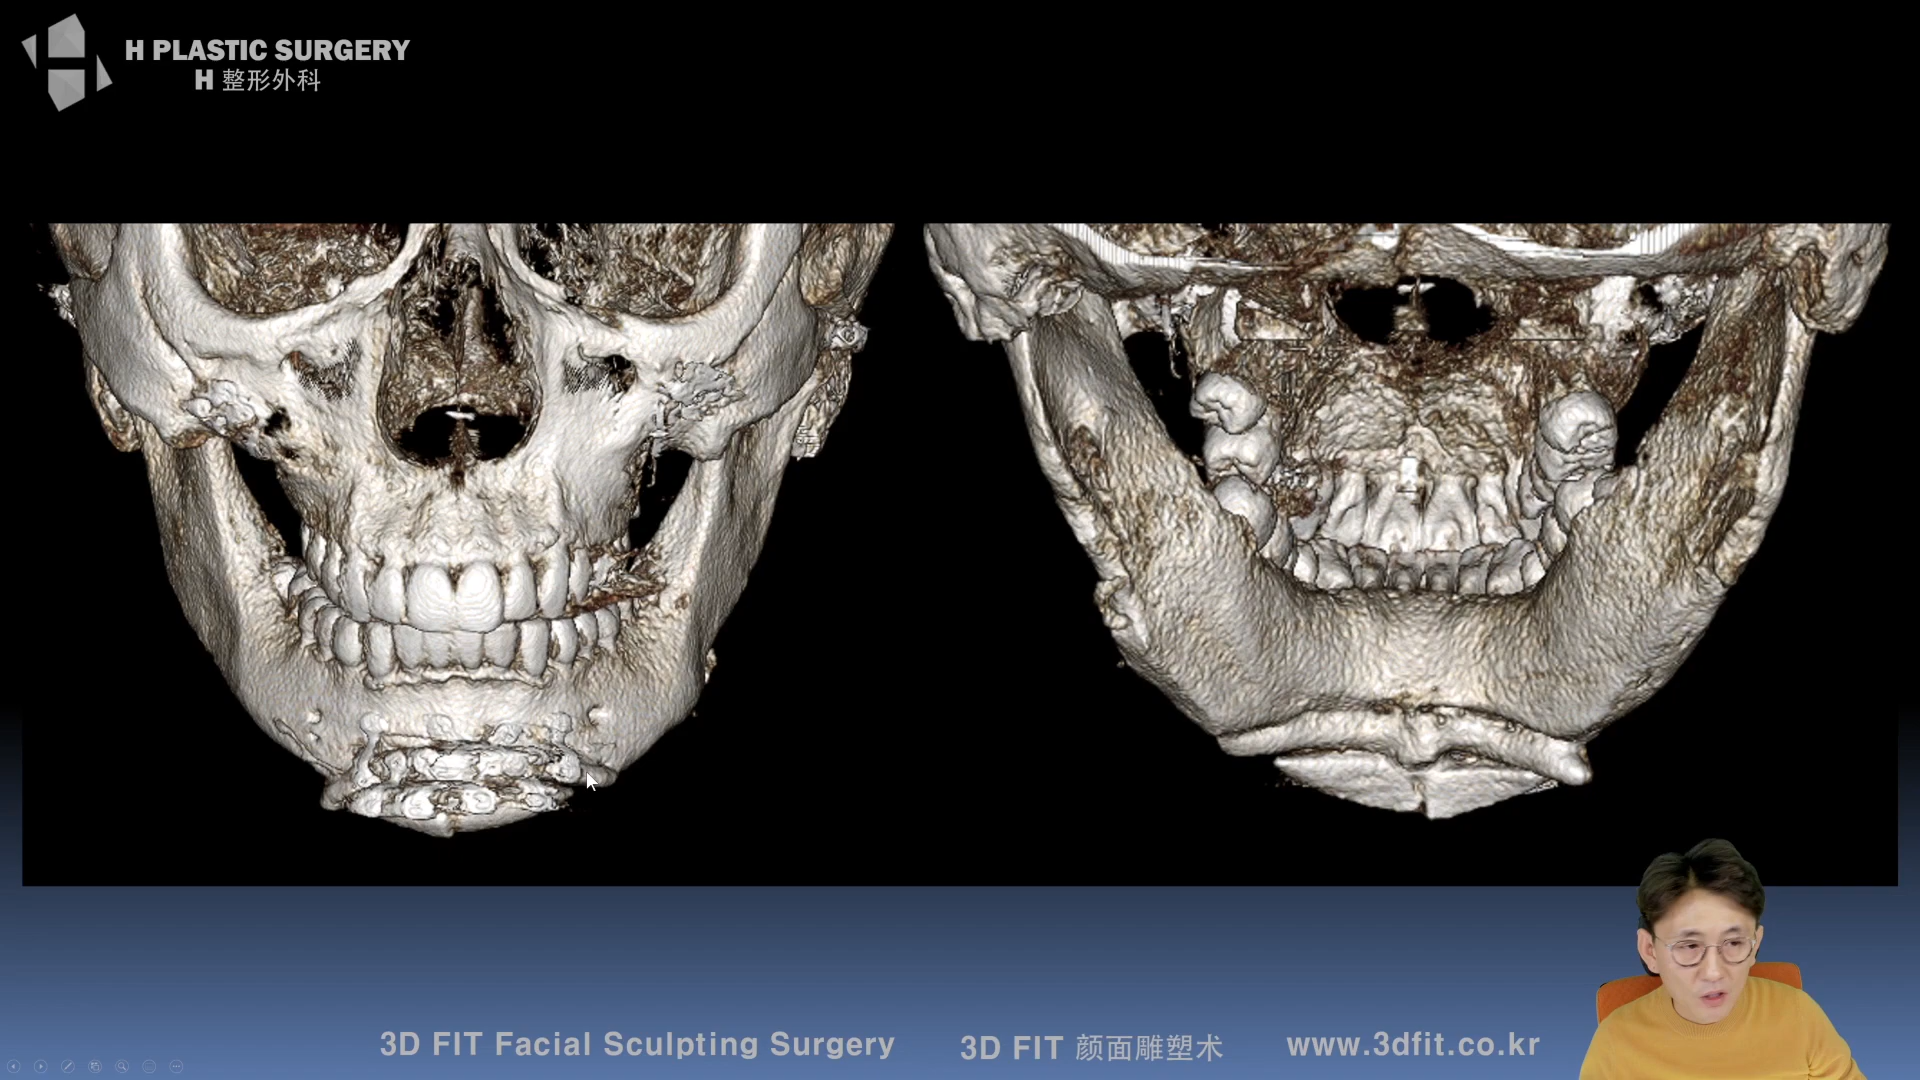 H PLASTIC SURGERY
H 整形外科
3D FIT Facial Sculpting Surgery
3D FIT 颜面雕塑术
www.3dfit.co.kr